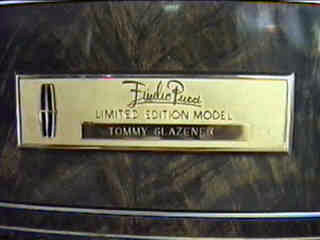 Emilio Pucci
LIMITED EDITION MODEL
TOMMY GLAZENER